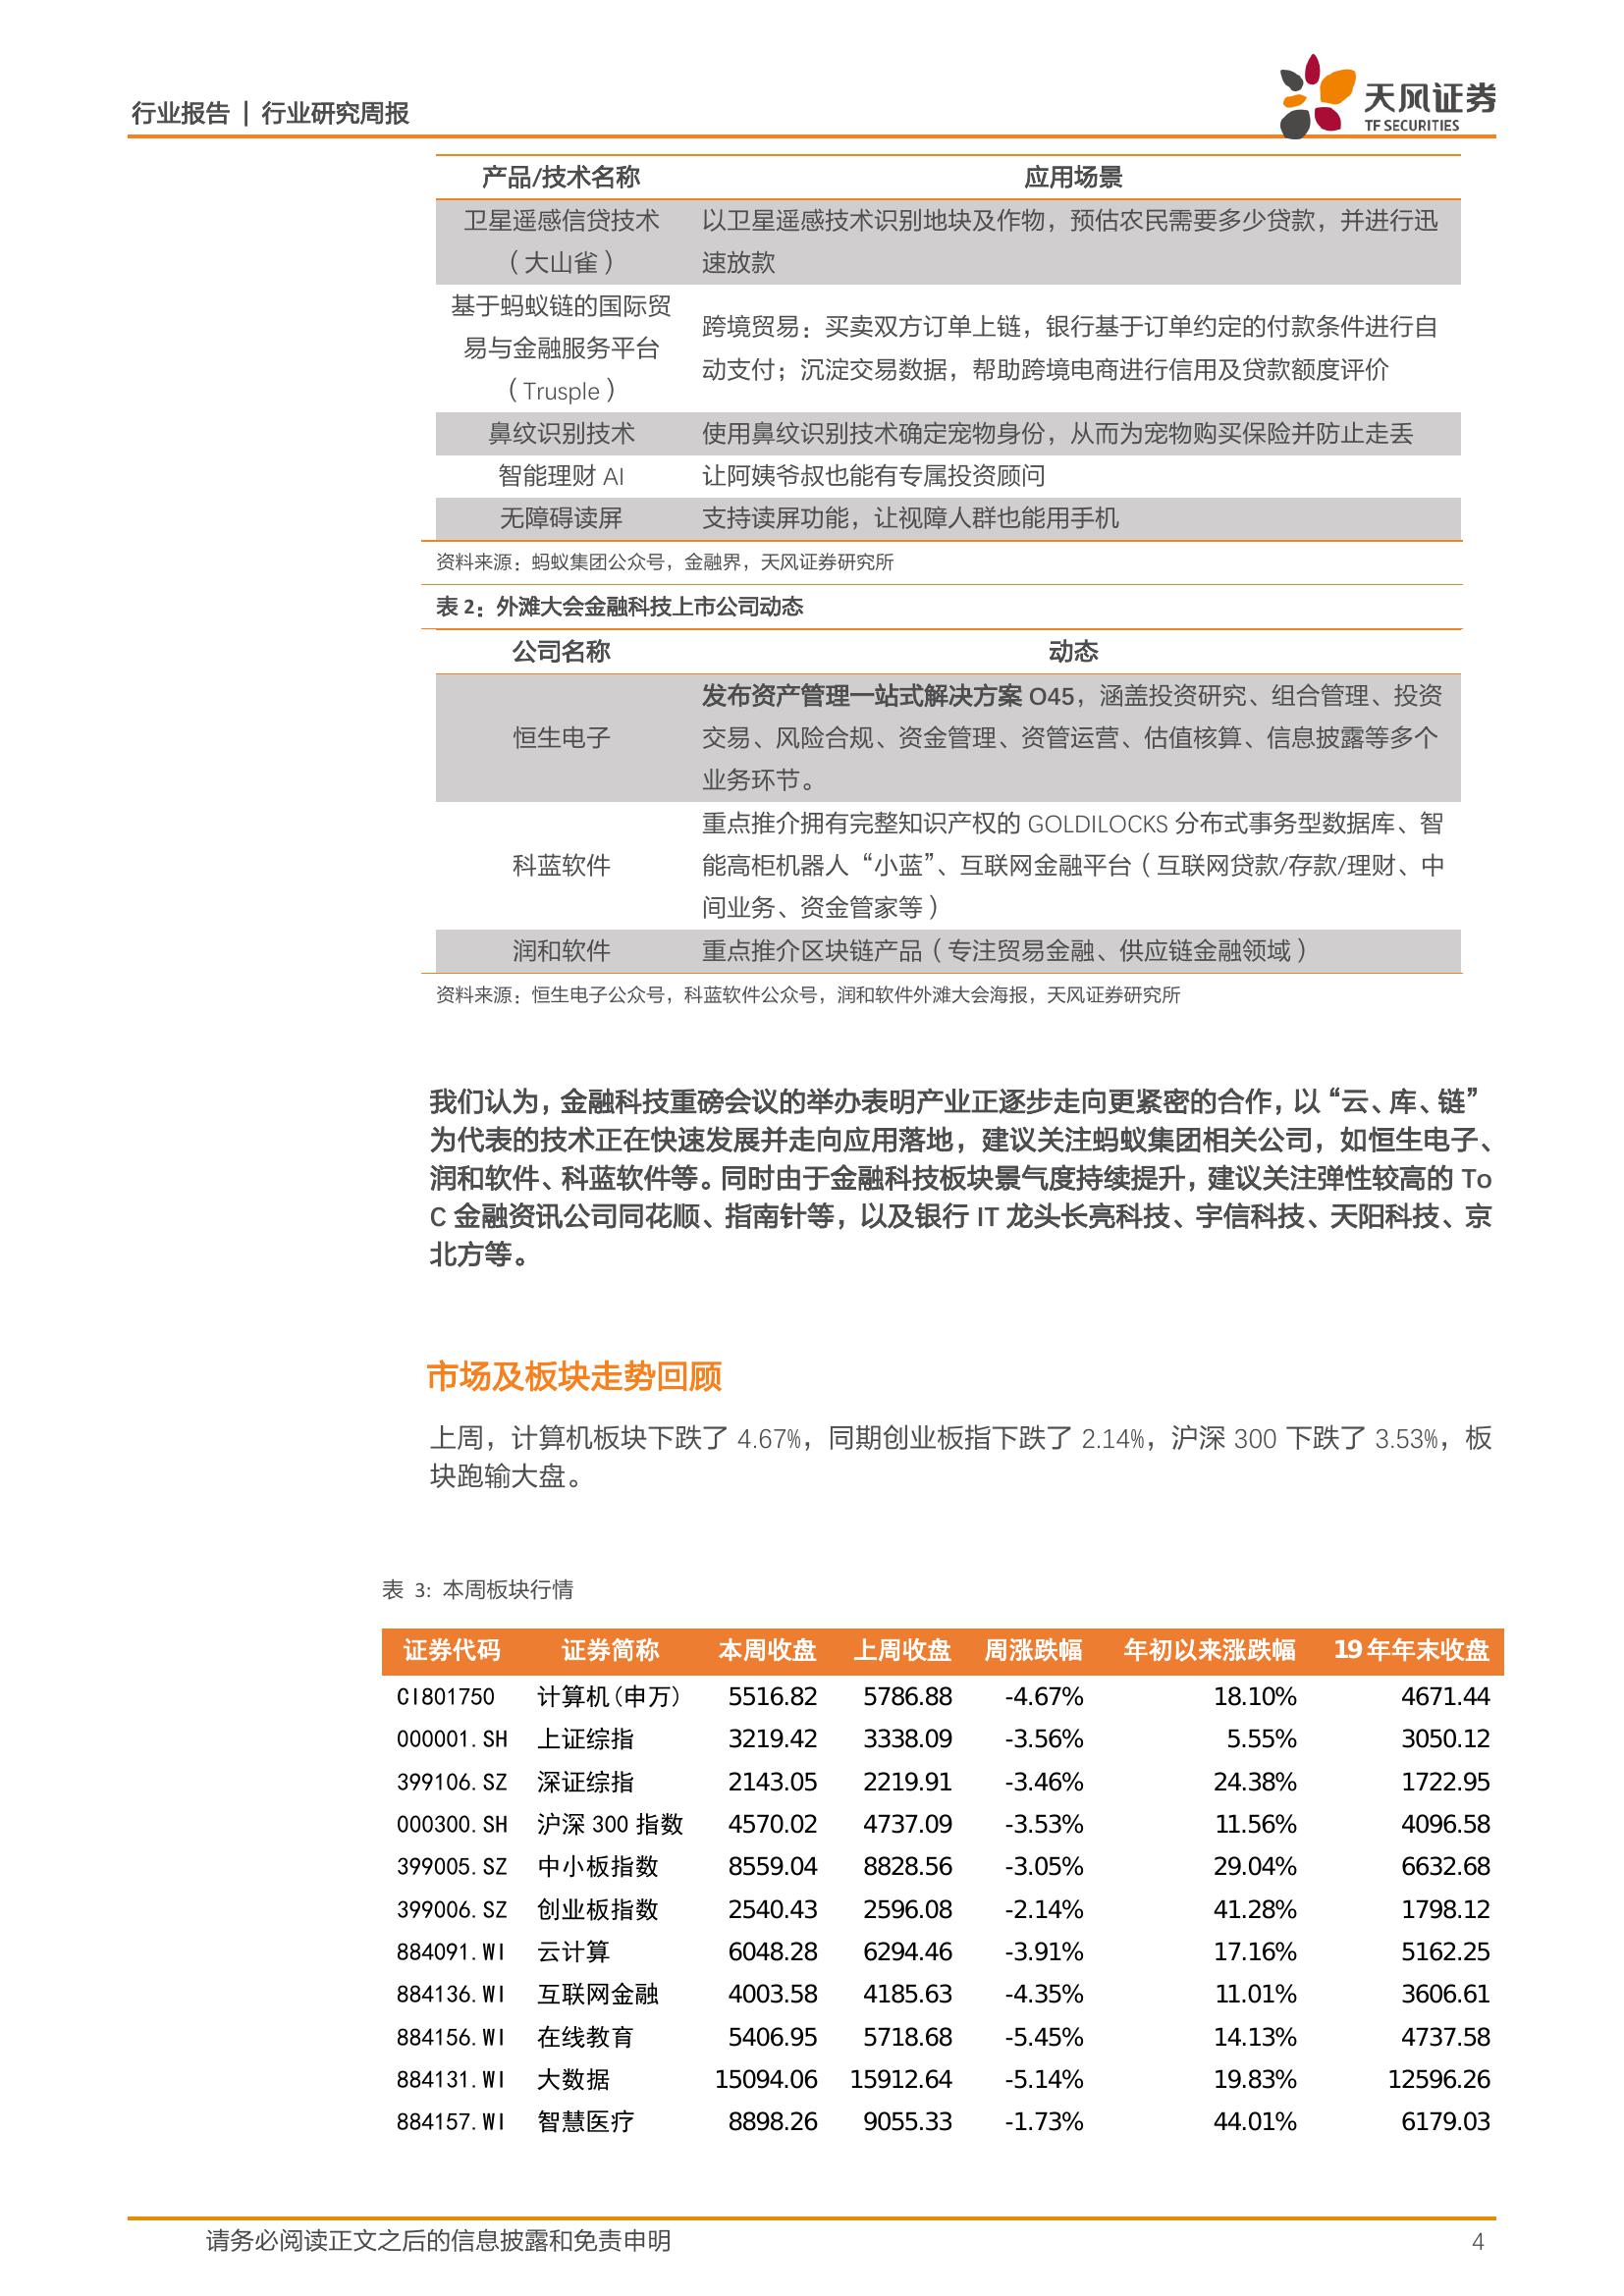 行业报告 | 行业研究周报
天风证券
TF SECURITIES
产品/技术名称 应用场景
卫星遥感信贷技术
（大山雀）
以卫星遥感技术识别地块及作物，预估农民需要多少贷款，并进行迅
速放款
基于蚂蚁链的国际贸
易与金融服务平台
（Trusple）
跨境贸易：买卖双方订单上链，银行基于订单约定的付款条件进行自
动支付；沉淀交易数据，帮助跨境电商进行信用及贷款额度评价
鼻纹识别技术 使用鼻纹识别技术确定宠物身份，从而为宠物购买保险并防止走丢
智能理财 AI 让阿姨爷叔也能有专属投资顾问
无障碍读屏 支持读屏功能，让视障人群也能用手机
资料来源：蚂蚁集团公众号，金融界，天风证券研究所
表 2：外滩大会金融科技上市公司动态
公司名称 动态
恒生电子
发布资产管理一站式解决方案 O45，涵盖投资研究、组合管理、投资
交易、风险合规、资金管理、资管运营、估值核算、信息披露等多个
业务环节。
科蓝软件
重点推介拥有完整知识产权的 GOLDILOCKS 分布式事务型数据库、智
能高柜机器人 “小蓝”、互联网金融平台（互联网贷款/存款/理财、中
间业务、资金管家等）
润和软件 重点推介区块链产品（专注贸易金融、供应链金融领域）
资料来源：恒生电子公众号，科蓝软件公众号，润和软件外滩大会海报，天风证券研究所
我们认为，金融科技重磅会议的举办表明产业正逐步走向更紧密的合作，以 “云、库、链”
为代表的技术正在快速发展并走向应用落地，建议关注蚂蚁集团相关公司，如恒生电子、
润和软件、科蓝软件等。同时由于金融科技板块景气度持续提升，建议关注弹性较高的 To
C 金融资讯公司同花顺、指南针等，以及银行 IT 龙头长亮科技、宇信科技、天阳科技、京
北方等。
市场及板块走势回顾
上周，计算机板块下跌了 4.67%，同期创业板指下跌了 2.14%，沪深 300 下跌了 3.53%，板
块跑输大盘。
表 3: 本周板块行情
证券代码 证券简称 本周收盘 上周收盘 周涨跌幅 年初以来涨跌幅 19 年年末收盘
CI801750 计算机(申万) 5516.82 5786.88 -4.67% 18.10% 4671.44
000001.SH 上证综指 3219.42 3338.09 -3.56% 5.55% 3050.12
399106.SZ 深证综指 2143.05 2219.91 -3.46% 24.38% 1722.95
000300.SH 沪深 300 指数 4570.02 4737.09 -3.53% 11.56% 4096.58
399005.SZ 中小板指数 8559.04 8828.56 -3.05% 29.04% 6632.68
399006.SZ 创业板指数 2540.43 2596.08 -2.14% 41.28% 1798.12
884091.WI 云计算 6048.28 6294.46 -3.91% 17.16% 5162.25
884136.WI 互联网金融 4003.58 4185.63 -4.35% 11.01% 3606.61
884156.WI 在线教育 5406.95 5718.68 -5.45% 14.13% 4737.58
884131.WI 大数据 15094.06 15912.64 -5.14% 19.83% 12596.26
884157.WI 智慧医疗 8898.26 9055.33 -1.73% 44.01% 6179.03
请务必阅读正文之后的信息披露和免责申明 4